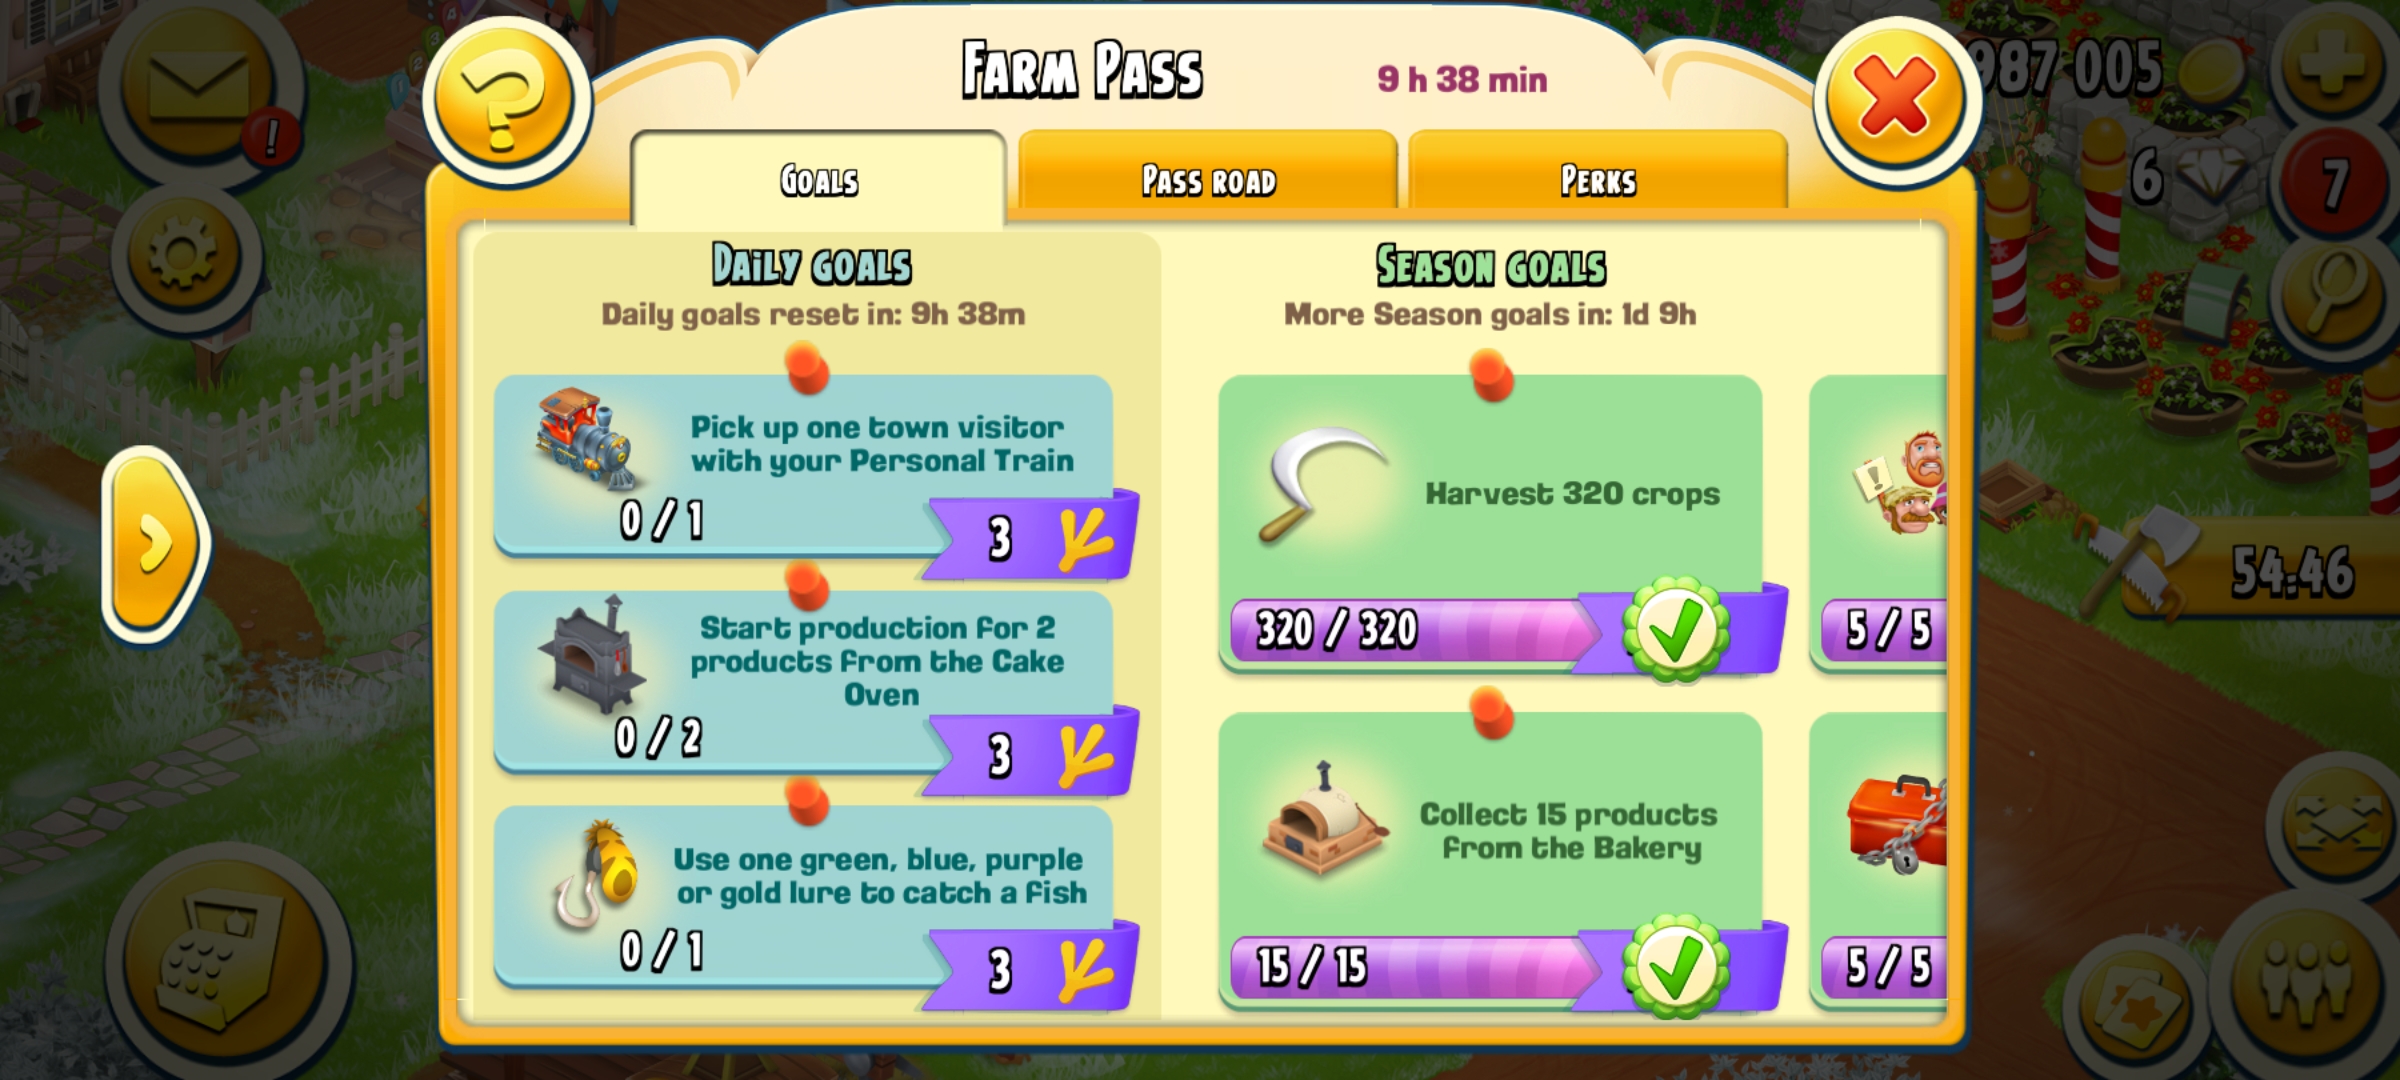 FARM PASS
9 h 38 min
987 005
6
7
GOALS
PASS ROAD
PERKS
DAILY GOALS
Daily goals reset in: 9h 38m
Pick up one town visitor
with your Personal Train
0 / 1
3
Start production for 2
products from the Cake
Oven
0 / 2
3
Use one green, blue, purple
or gold lure to catch a fish
0 / 1
3
SEASON GOALS
More Season goals in: 1d 9h
Harvest 320 crops
320 / 320
5 / 5
Collect 15 products
from the Bakery
15 / 15
5 / 5
54:46